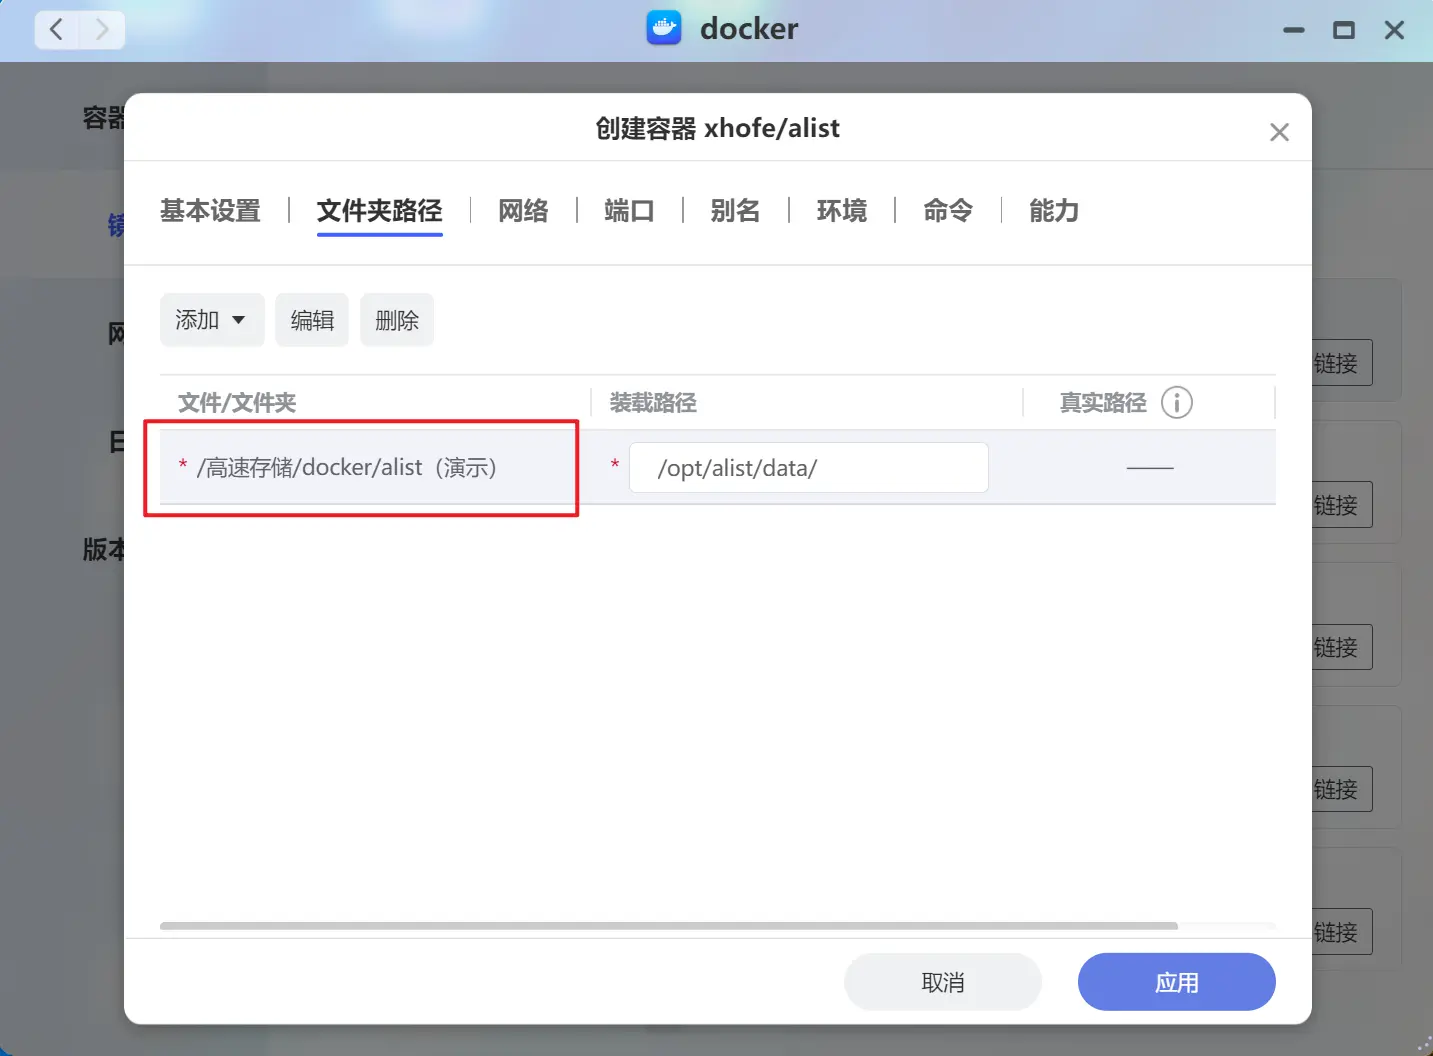 docker
容器
创建容器 xhofe/alist
基本设置
文件夹路径
网络
端口
别名
环境
命令
能力
镜
添加
编辑
删除
网
链接
文件/文件夹
装载路径
真实路径
日
* /高速存储/docker/alist（演示）
* /opt/alist/data/
——
链接
版本
链接
链接
链接
取消
应用